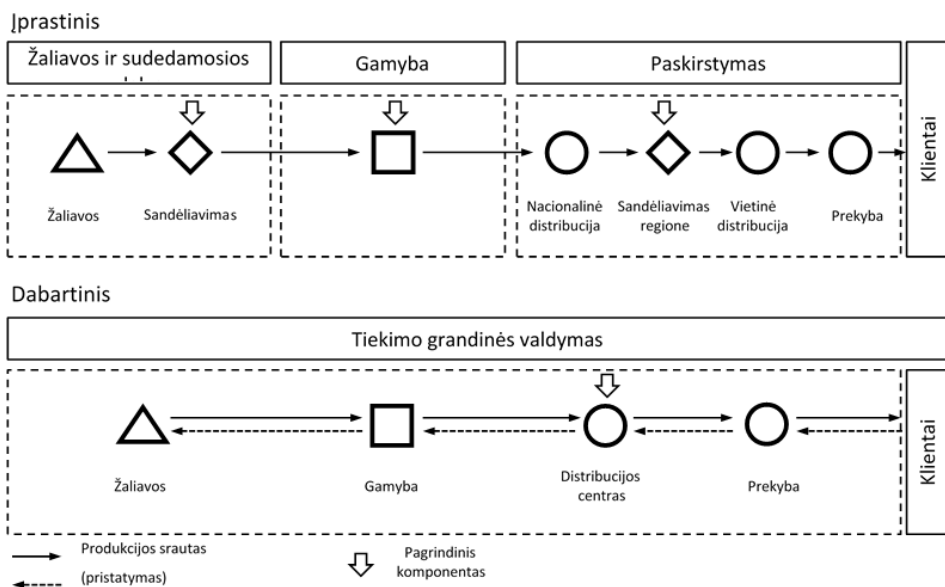 Įprastinis
Žaliavos ir sudedamosios
Gamyba
Paskirstymas
Klientai
Žaliavos
Sandėliavimas
Nacionalinė
distribucija
Sandėliavimas
regione
Vietinė
distribucija
Prekyba
Dabartinis
Tiekimo grandinės valdymas
Klientai
Žaliavos
Gamyba
Distribucijos
centras
Prekyba
Produkcijos srautas
(pristatymas)
Pagrindinis
komponentas